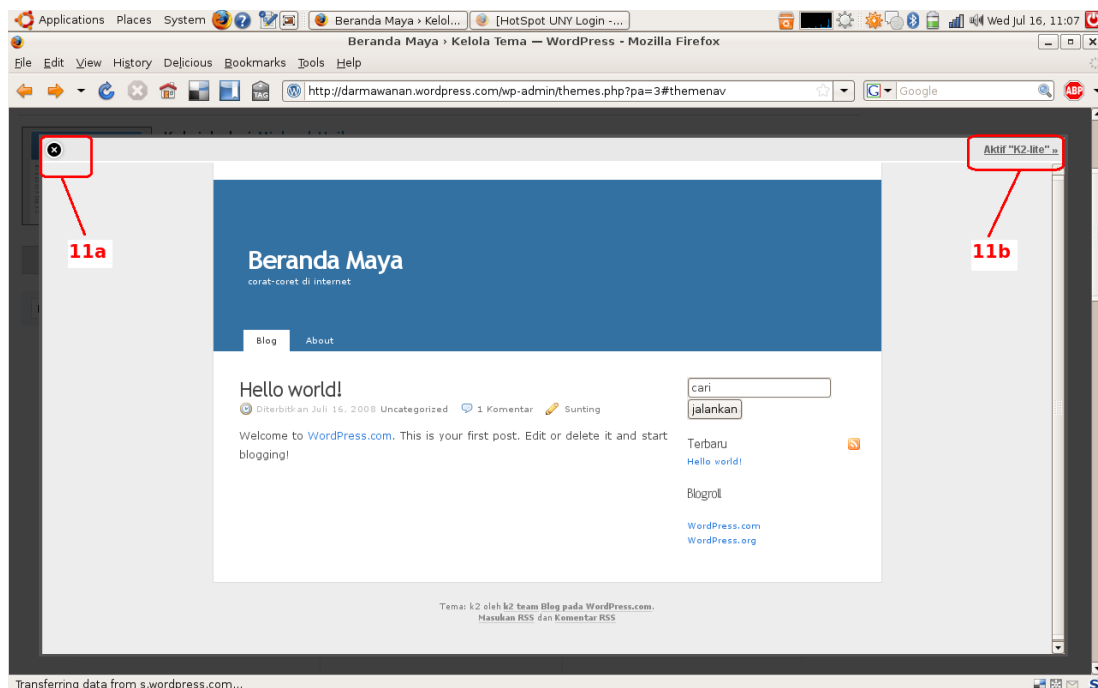 Applications Places System Beranda Maya › Kelol... [HotSpot UNY Login -... Wed Jul 16, 11:07
Beranda Maya › Kelola Tema — WordPress - Mozilla Firefox
File Edit View History Delicious Bookmarks Tools Help
TAG http://darmawanan.wordpress.com/wp-admin/themes.php?pa=3#themenav G Google ABP
Aktif "K2-lite" »
11a
11b
Beranda Maya
corat-coret di internet
Blog About
Hello world!
Diterbitkan Juli 16, 2008 Uncategorized 1 Komentar Sunting
Welcome to WordPress.com. This is your first post. Edit or delete it and start
blogging!
cari
jalankan
Terbaru
Hello world!
Blogroll
WordPress.com
WordPress.org
Tema: k2 oleh k2 team Blog pada WordPress.com.
Masukan RSS dan Komentar RSS
Transferring data from s.wordpress.com...